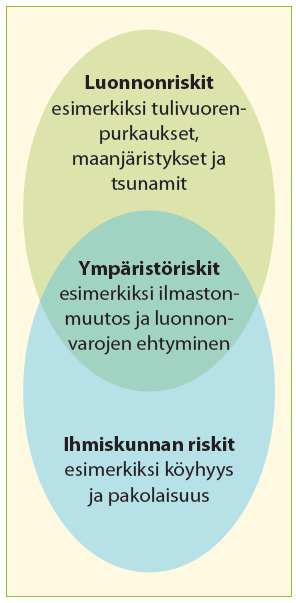 Luonnonriskit
esimerkiksi tulivuoren-
purkaukset,
maanjäristykset ja
tsunamit
Ympäristöriskit
esimerkiksi ilmaston-
muutos ja luonnon-
varojen ehtyminen
Ihmiskunnan riskit
esimerkiksi köyhyys
ja pakolaisuus